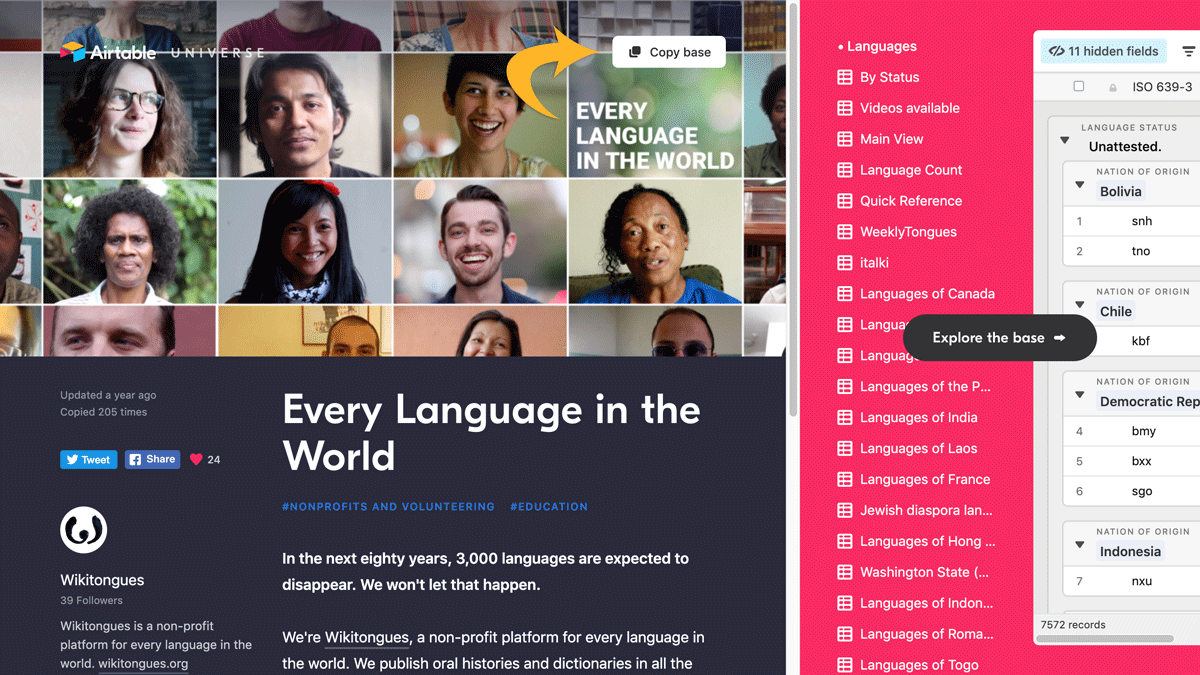 Airtable UNIVERSE
Copy base
EVERY
LANGUAGE
IN THE WORLD
Updated a year ago
Copied 205 times
Tweet
Share
24
Every Language in the
World
#NONPROFITS AND VOLUNTEERING #EDUCATION
In the next eighty years, 3,000 languages are expected to
disappear. We won't let that happen.
We're Wikitongues, a non-profit platform for every language in
the world. We publish oral histories and dictionaries in all the
Wikitongues
39 Followers
Wikitongues is a non-profit
platform for every language in the
world. wikitongues.org
• Languages
By Status
Videos available
Main View
Language Count
Quick Reference
WeeklyTongues
italki
Languages of Canada
Langua
Languag
Explore the base
Languages of the P...
Languages of India
Languages of Laos
Languages of France
Jewish diaspora lan...
Languages of Hong ...
Washington State (...
Languages of Indon...
Languages of Roma...
Languages of Togo
11 hidden fields
ISO 639-3
LANGUAGE STATUS
Unattested.
NATION OF ORIGIN
Bolivia
1 snh
2 tno
NATION OF ORIGIN
Chile
kbf
NATION OF ORIGIN
Democratic Rep
4 bmy
5 bxx
6 sgo
NATION OF ORIGIN
Indonesia
7 nxu
7572 records